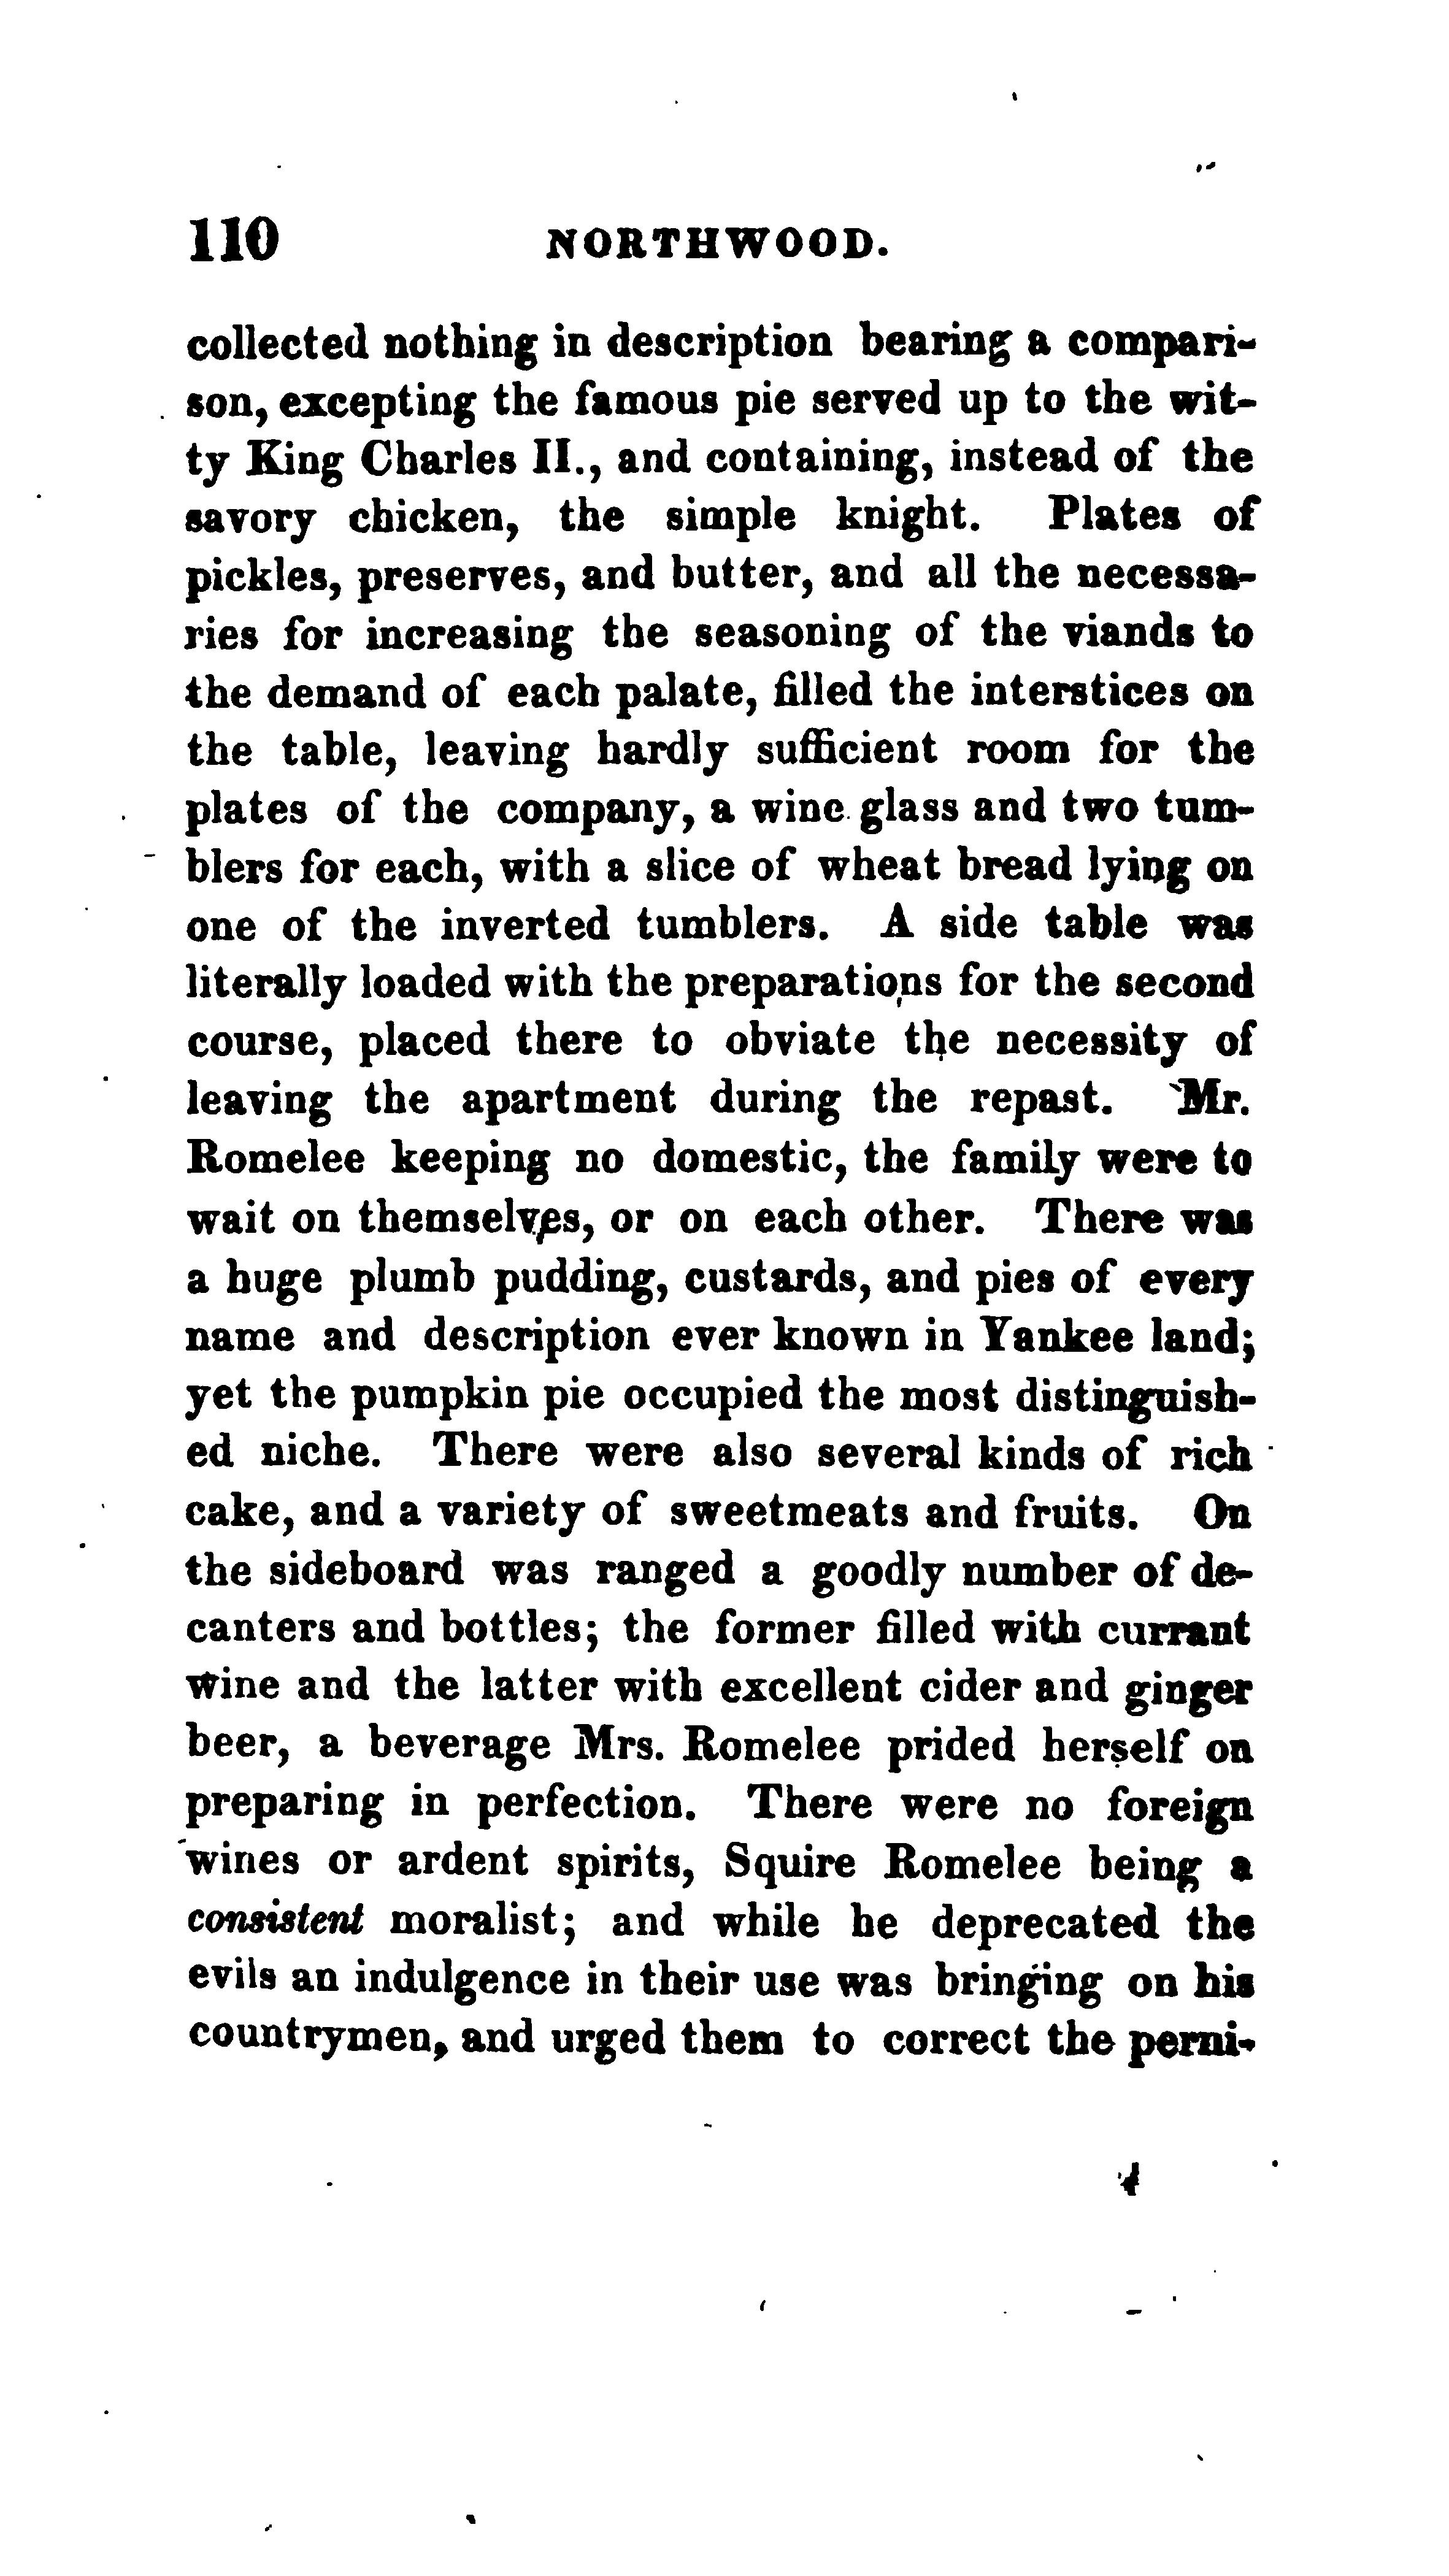 110 NORTHWOOD.
collected nothing in description bearing a compari-
son, excepting the famous pie served up to the wit-
ty King Charles II., and containing, instead of the
savory chicken, the simple knight. Plates of
pickles, preserves, and butter, and all the necessa-
ries for increasing the seasoning of the viands to
the demand of each palate, filled the interstices on
the table, leaving hardly sufficient room for the
plates of the company, a wine glass and two tum-
blers for each, with a slice of wheat bread lying on
one of the inverted tumblers. A side table was
literally loaded with the preparations for the second
course, placed there to obviate the necessity of
leaving the apartment during the repast. Mr.
Romelee keeping no domestic, the family were to
wait on themselves, or on each other. There was
a huge plumb pudding, custards, and pies of every
name and description ever known in Yankee land;
yet the pumpkin pie occupied the most distinguish-
ed niche. There were also several kinds of rich
cake, and a variety of sweetmeats and fruits. On
the sideboard was ranged a goodly number of de-
canters and bottles; the former filled with currant
wine and the latter with excellent cider and ginger
beer, a beverage Mrs. Romelee prided herself on
preparing in perfection. There were no foreign
wines or ardent spirits, Squire Romelee being a
consistent moralist; and while he deprecated the
evils an indulgence in their use was bringing on his
countrymen, and urged them to correct the perni-